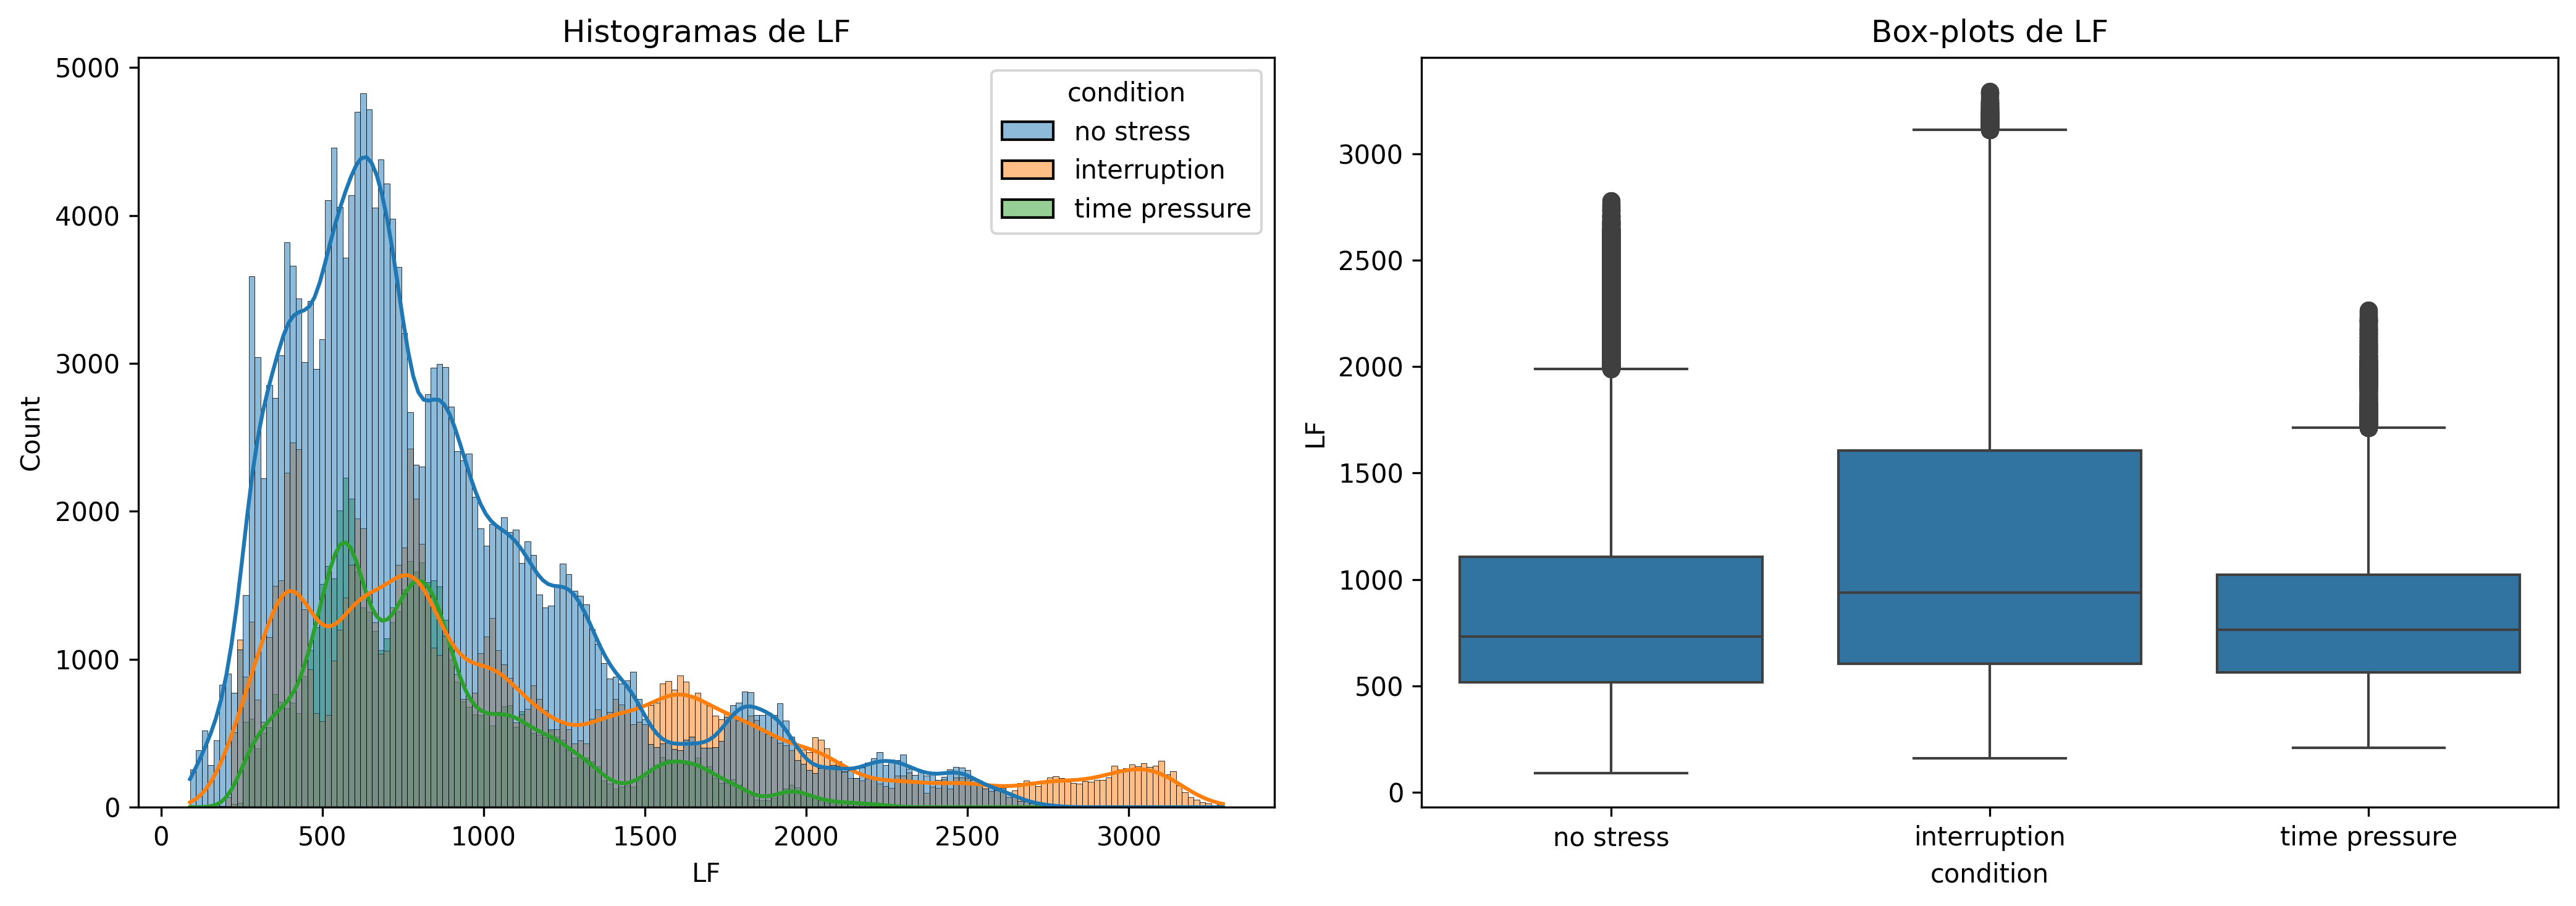 Histogramas de LF
5000
4000
3000
2000
1000
0
Count
0 500 1000 1500 2000 2500 3000
LF
condition
no stress
interruption
time pressure
Box-plots de LF
3000
2500
2000
1500
1000
500
0
LF
no stress interruption time pressure
condition